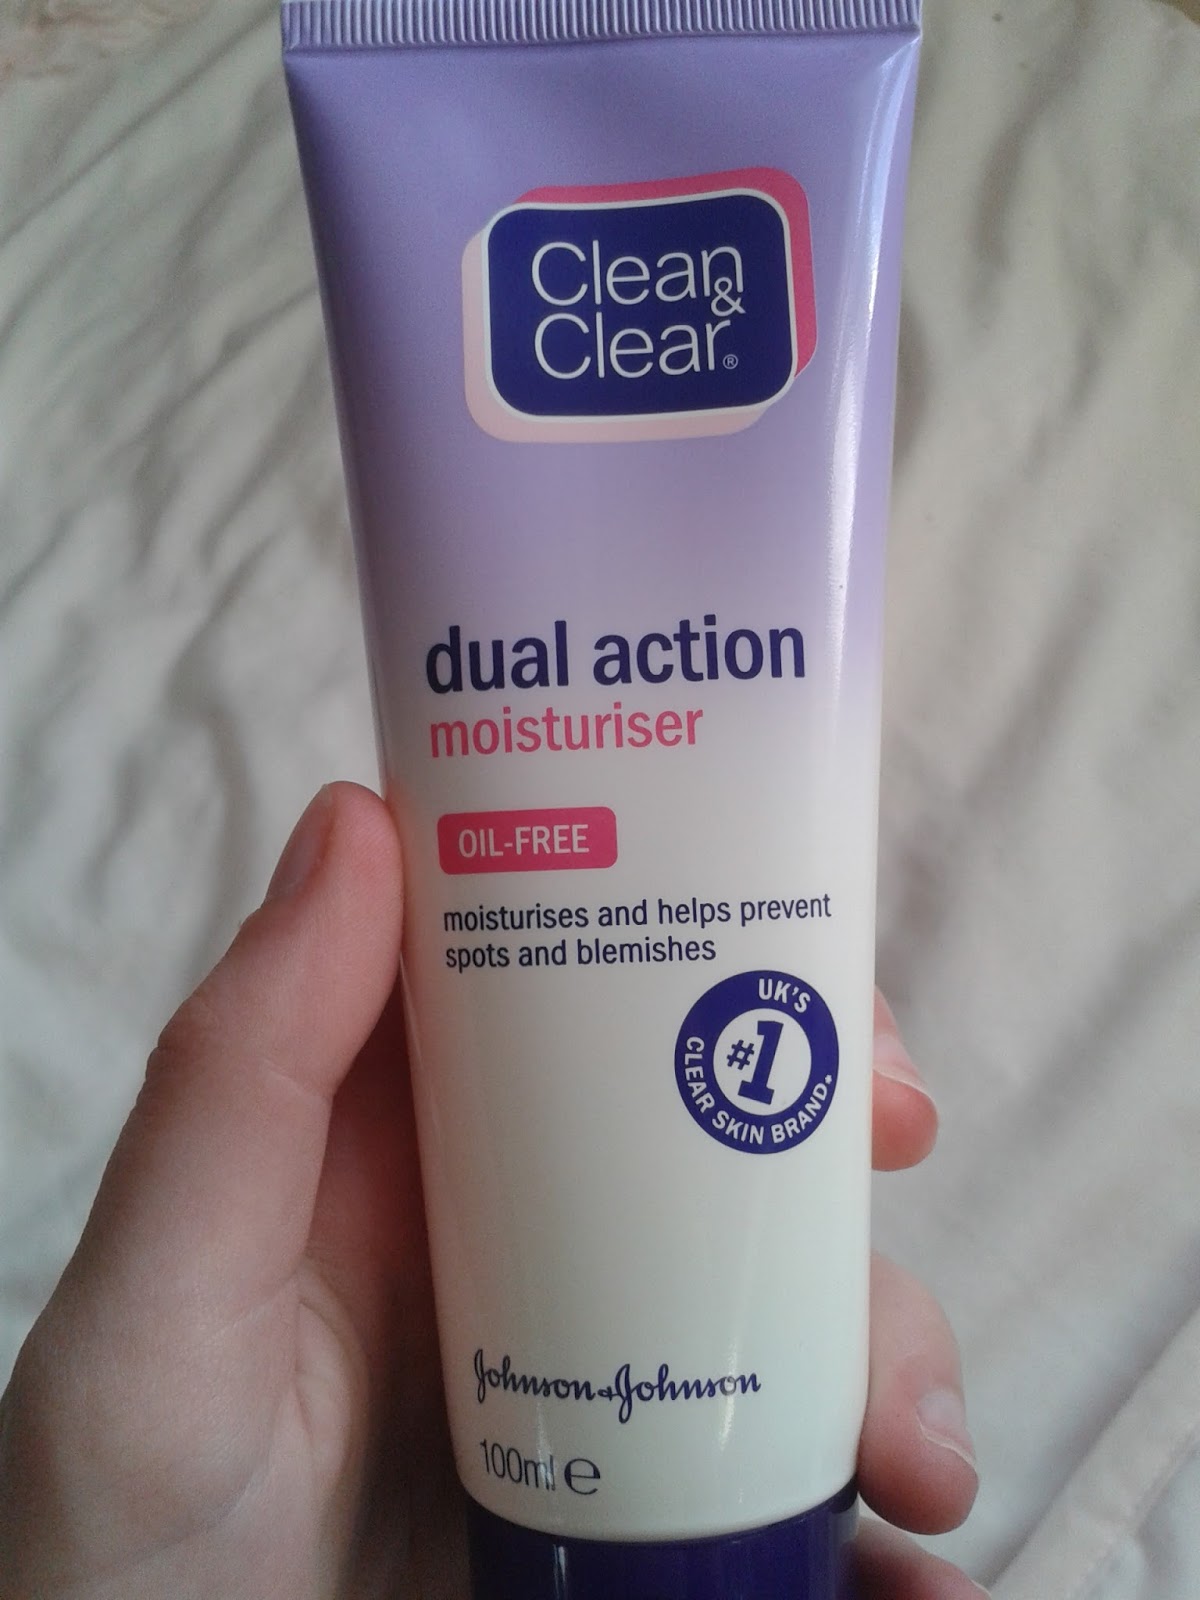 Clean
&
Clear®
dual action
moisturiser
OIL-FREE
moisturises and helps prevent
spots and blemishes
UK'S
#1
CLEAR SKIN BRAND.*
Johnson+Johnson
100ml e